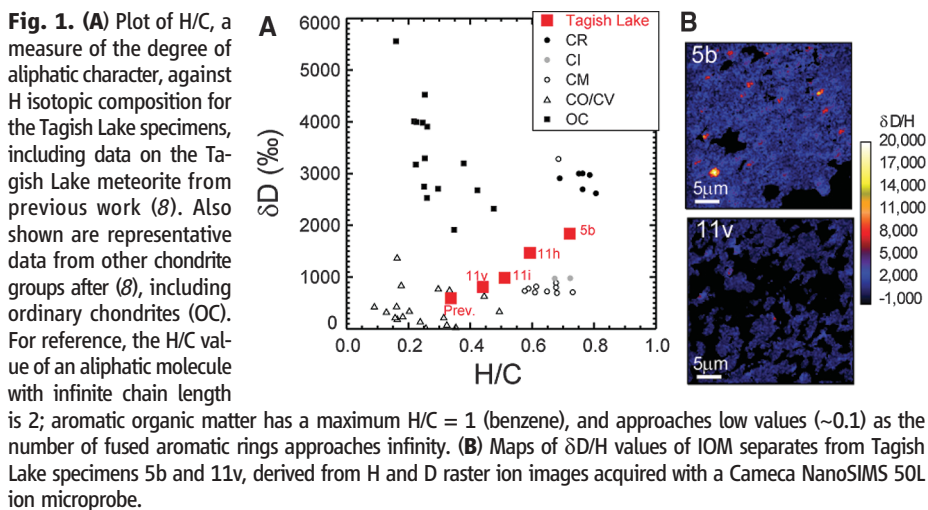 Fig. 1. (A) Plot of H/C, a
measure of the degree of
aliphatic character, against
H isotopic composition for
the Tagish Lake specimens,
including data on the Ta-
gish Lake meteorite from
previous work (8). Also
shown are representative
data from other chondrite
groups after (8), including
ordinary chondrites (OC).
For reference, the H/C val-
ue of an aliphatic molecule
with infinite chain length
is 2; aromatic organic matter has a maximum H/C = 1 (benzene), and approaches low values (~0.1) as the
number of fused aromatic rings approaches infinity. (B) Maps of δD/H values of IOM separates from Tagish
Lake specimens 5b and 11v, derived from H and D raster ion images acquired with a Cameca NanoSIMS 50L
ion microprobe.
A
6000
5000
4000
3000
2000
1000
0
δD (‰)
0.0 0.2 0.4 0.6 0.8 1.0
H/C
Tagish Lake
CR
CI
CM
CO/CV
OC
5b
11h
11i
11v
Prev.
B
5b
5μm
11v
5μm
δD/H
20,000
17,000
14,000
11,000
8,000
5,000
2,000
-1,000